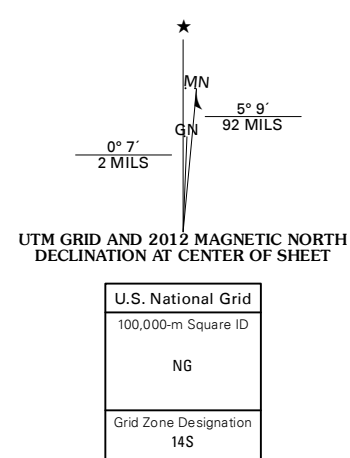 ★
MN
GN
5° 9´
92 MILS
0° 7´
2 MILS
UTM GRID AND 2012 MAGNETIC NORTH
DECLINATION AT CENTER OF SHEET
U.S. National Grid
100,000-m Square ID
NG
Grid Zone Designation
14S